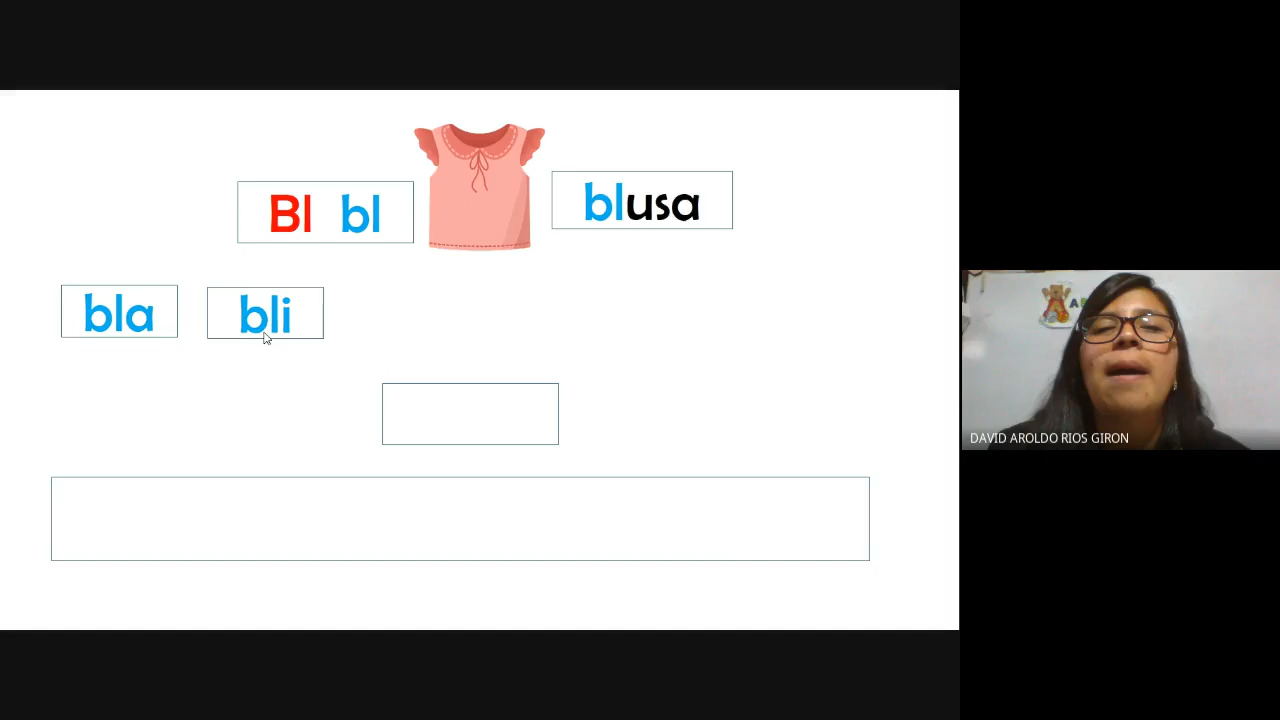 Bl bl
blusa
bla
bli
DAVID AROLDO RIOS GIRON